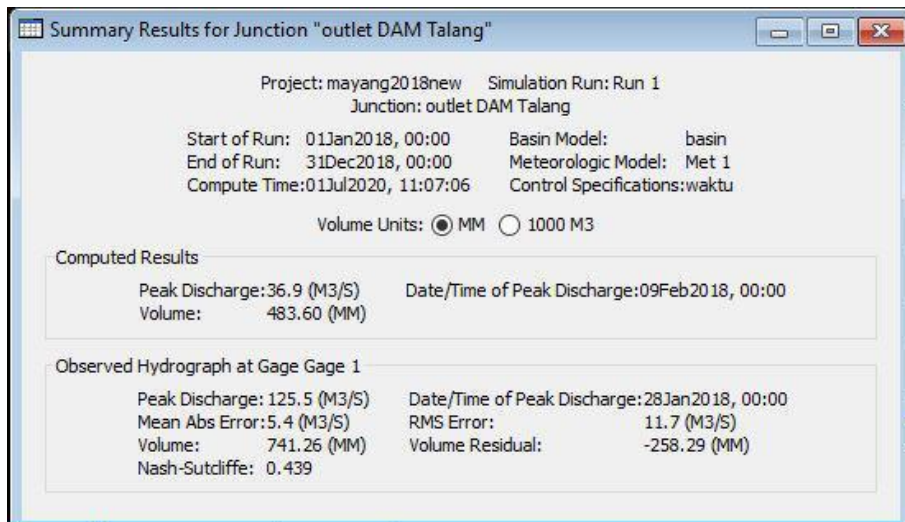 Summary Results for Junction "outlet DAM Talang"
Project: mayang2018new Simulation Run: Run 1
Junction: outlet DAM Talang
Start of Run: 01Jan2018, 00:00 Basin Model: basin
End of Run: 31Dec2018, 00:00 Meteorologic Model: Met 1
Compute Time:01Jul2020, 11:07:06 Control Specifications:waktu
Volume Units: MM 1000 M3
Computed Results
Peak Discharge:36.9 (M3/S) Date/Time of Peak Discharge:09Feb2018, 00:00
Volume: 483.60 (MM)
Observed Hydrograph at Gage Gage 1
Peak Discharge:125.5 (M3/S) Date/Time of Peak Discharge:28Jan2018, 00:00
Mean Abs Error:5.4 (M3/S) RMS Error: 11.7 (M3/S)
Volume: 741.26 (MM) Volume Residual: -258.29 (MM)
Nash-Sutcliffe: 0.439